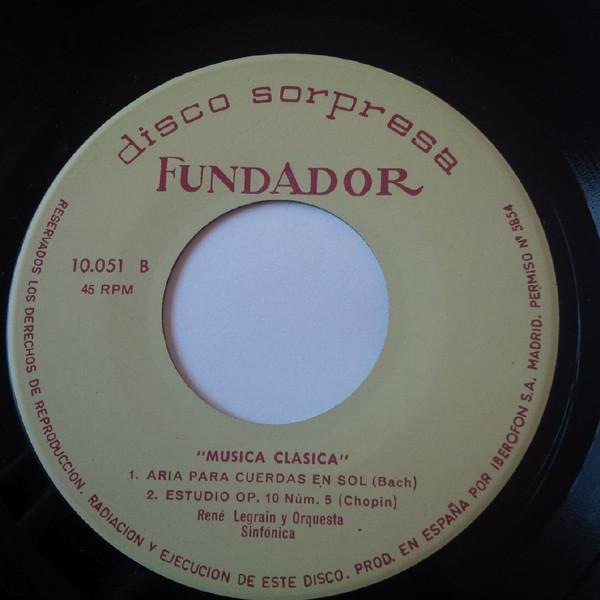 disco sorpresa
FUNDADOR
10.051 B
45 RPM
"MUSICA CLASICA"
1. ARIA PARA CUERDAS EN SOL (Bach)
2. ESTUDIO OP. 10 Núm. 5 (Chopin)
René Legrain y Orquesta
Sinfónica
RESERVADOS LOS DERECHOS DE REPRODUCCION. RADIACION Y EJECUCION DE ESTE DISCO. PROD. EN ESPAÑA POR IBEROFON S.A. MADRID. PERMISO Nº 5854